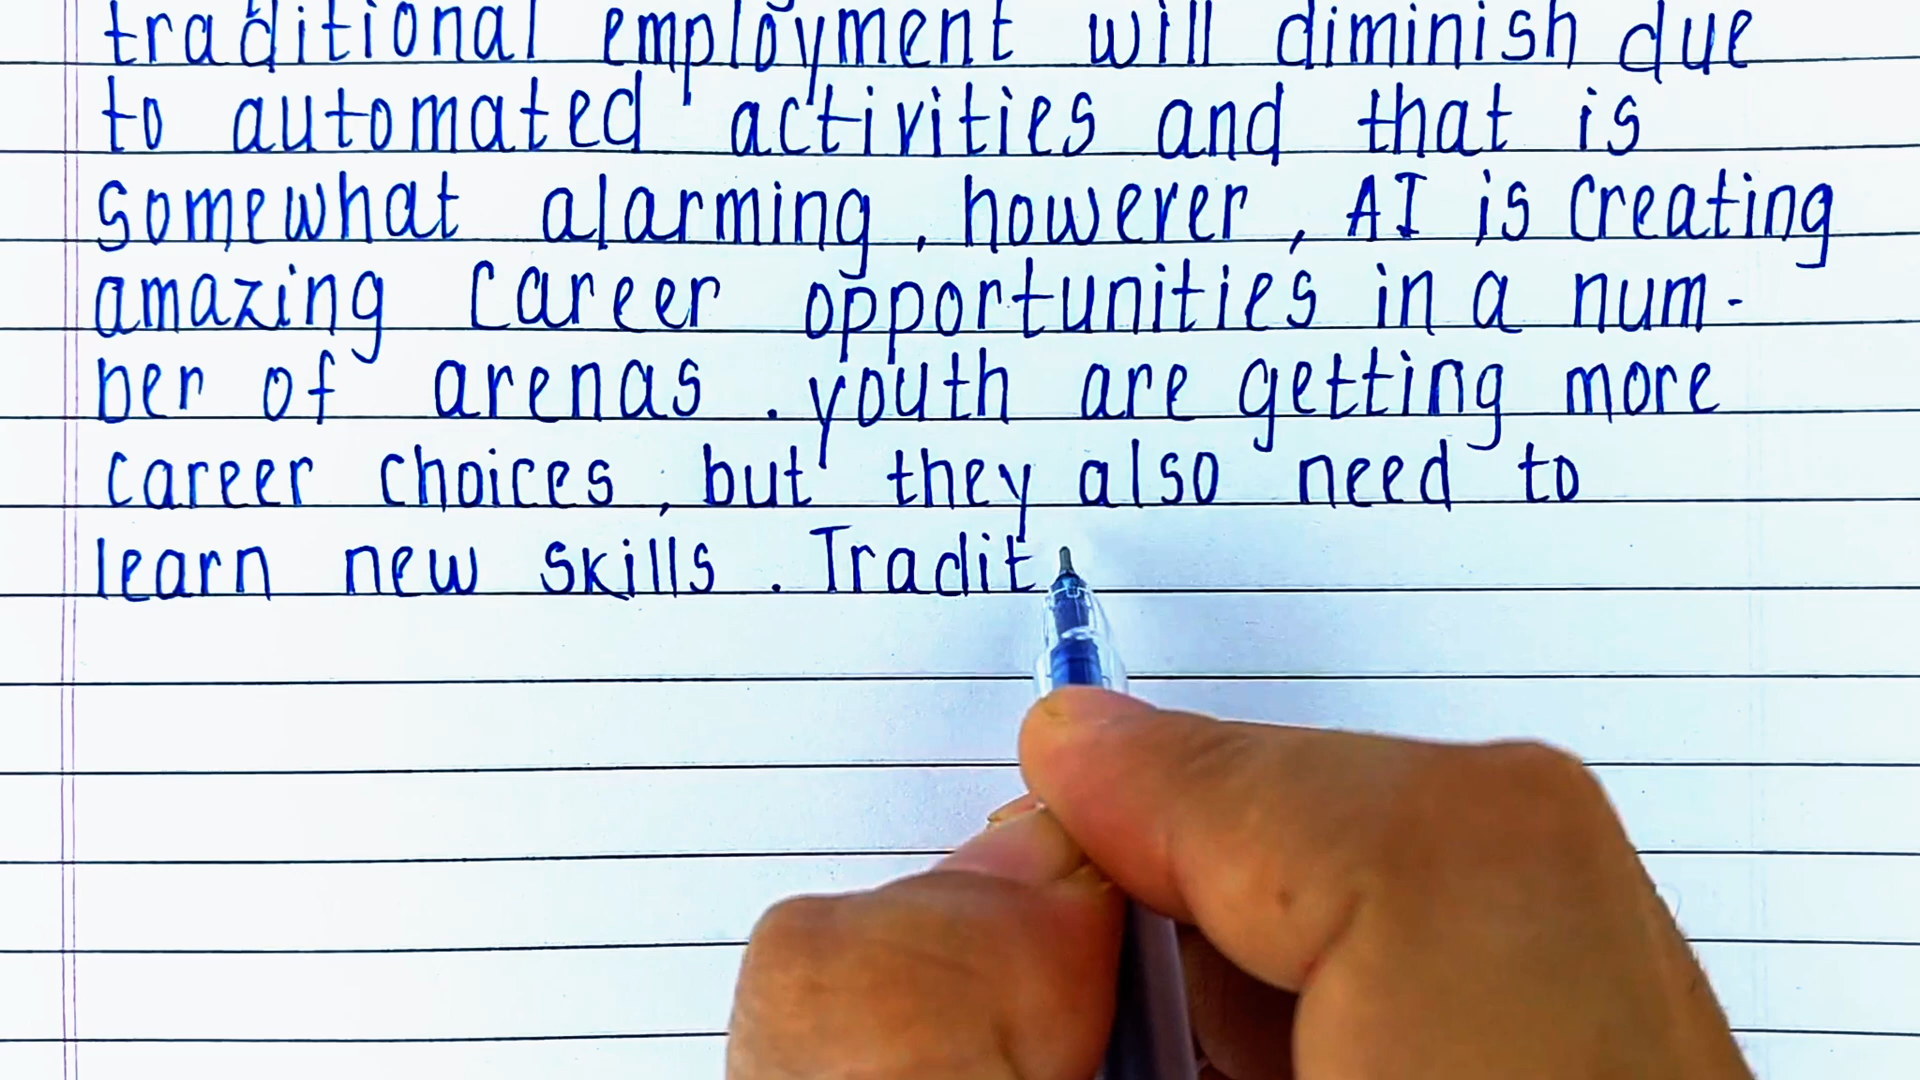 traditional employment will diminish due
to automated activities and that is
somewhat alarming, however, AI is creating
amazing career opportunities in a num-
ber of arenas. youth are getting more
career choices, but they also need to
learn new skills. Tradit